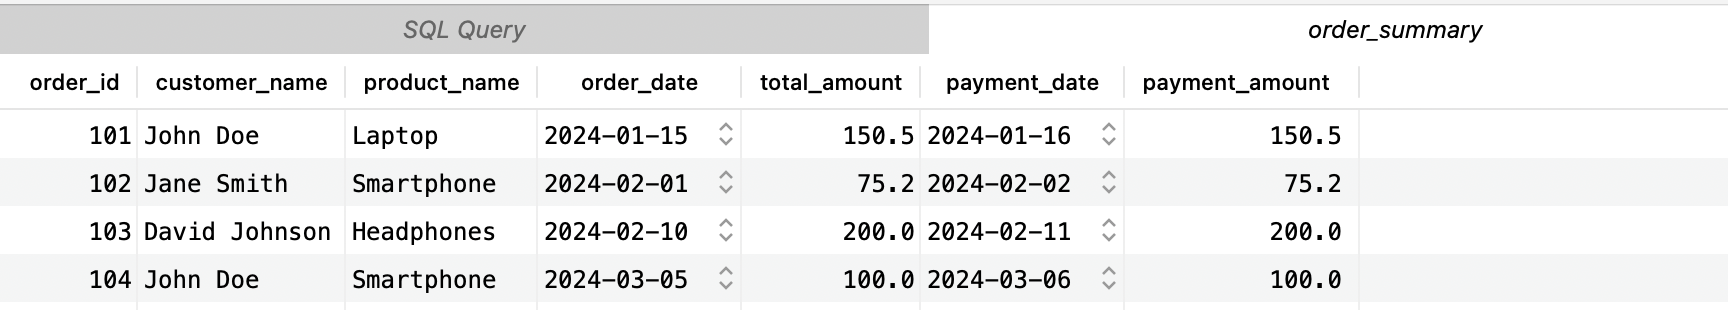 SQL Query order_summary
order_id customer_name product_name order_date total_amount payment_date payment_amount
101 John Doe Laptop 2024-01-15 150.5 2024-01-16 150.5
102 Jane Smith Smartphone 2024-02-01 75.2 2024-02-02 75.2
103 David Johnson Headphones 2024-02-10 200.0 2024-02-11 200.0
104 John Doe Smartphone 2024-03-05 100.0 2024-03-06 100.0